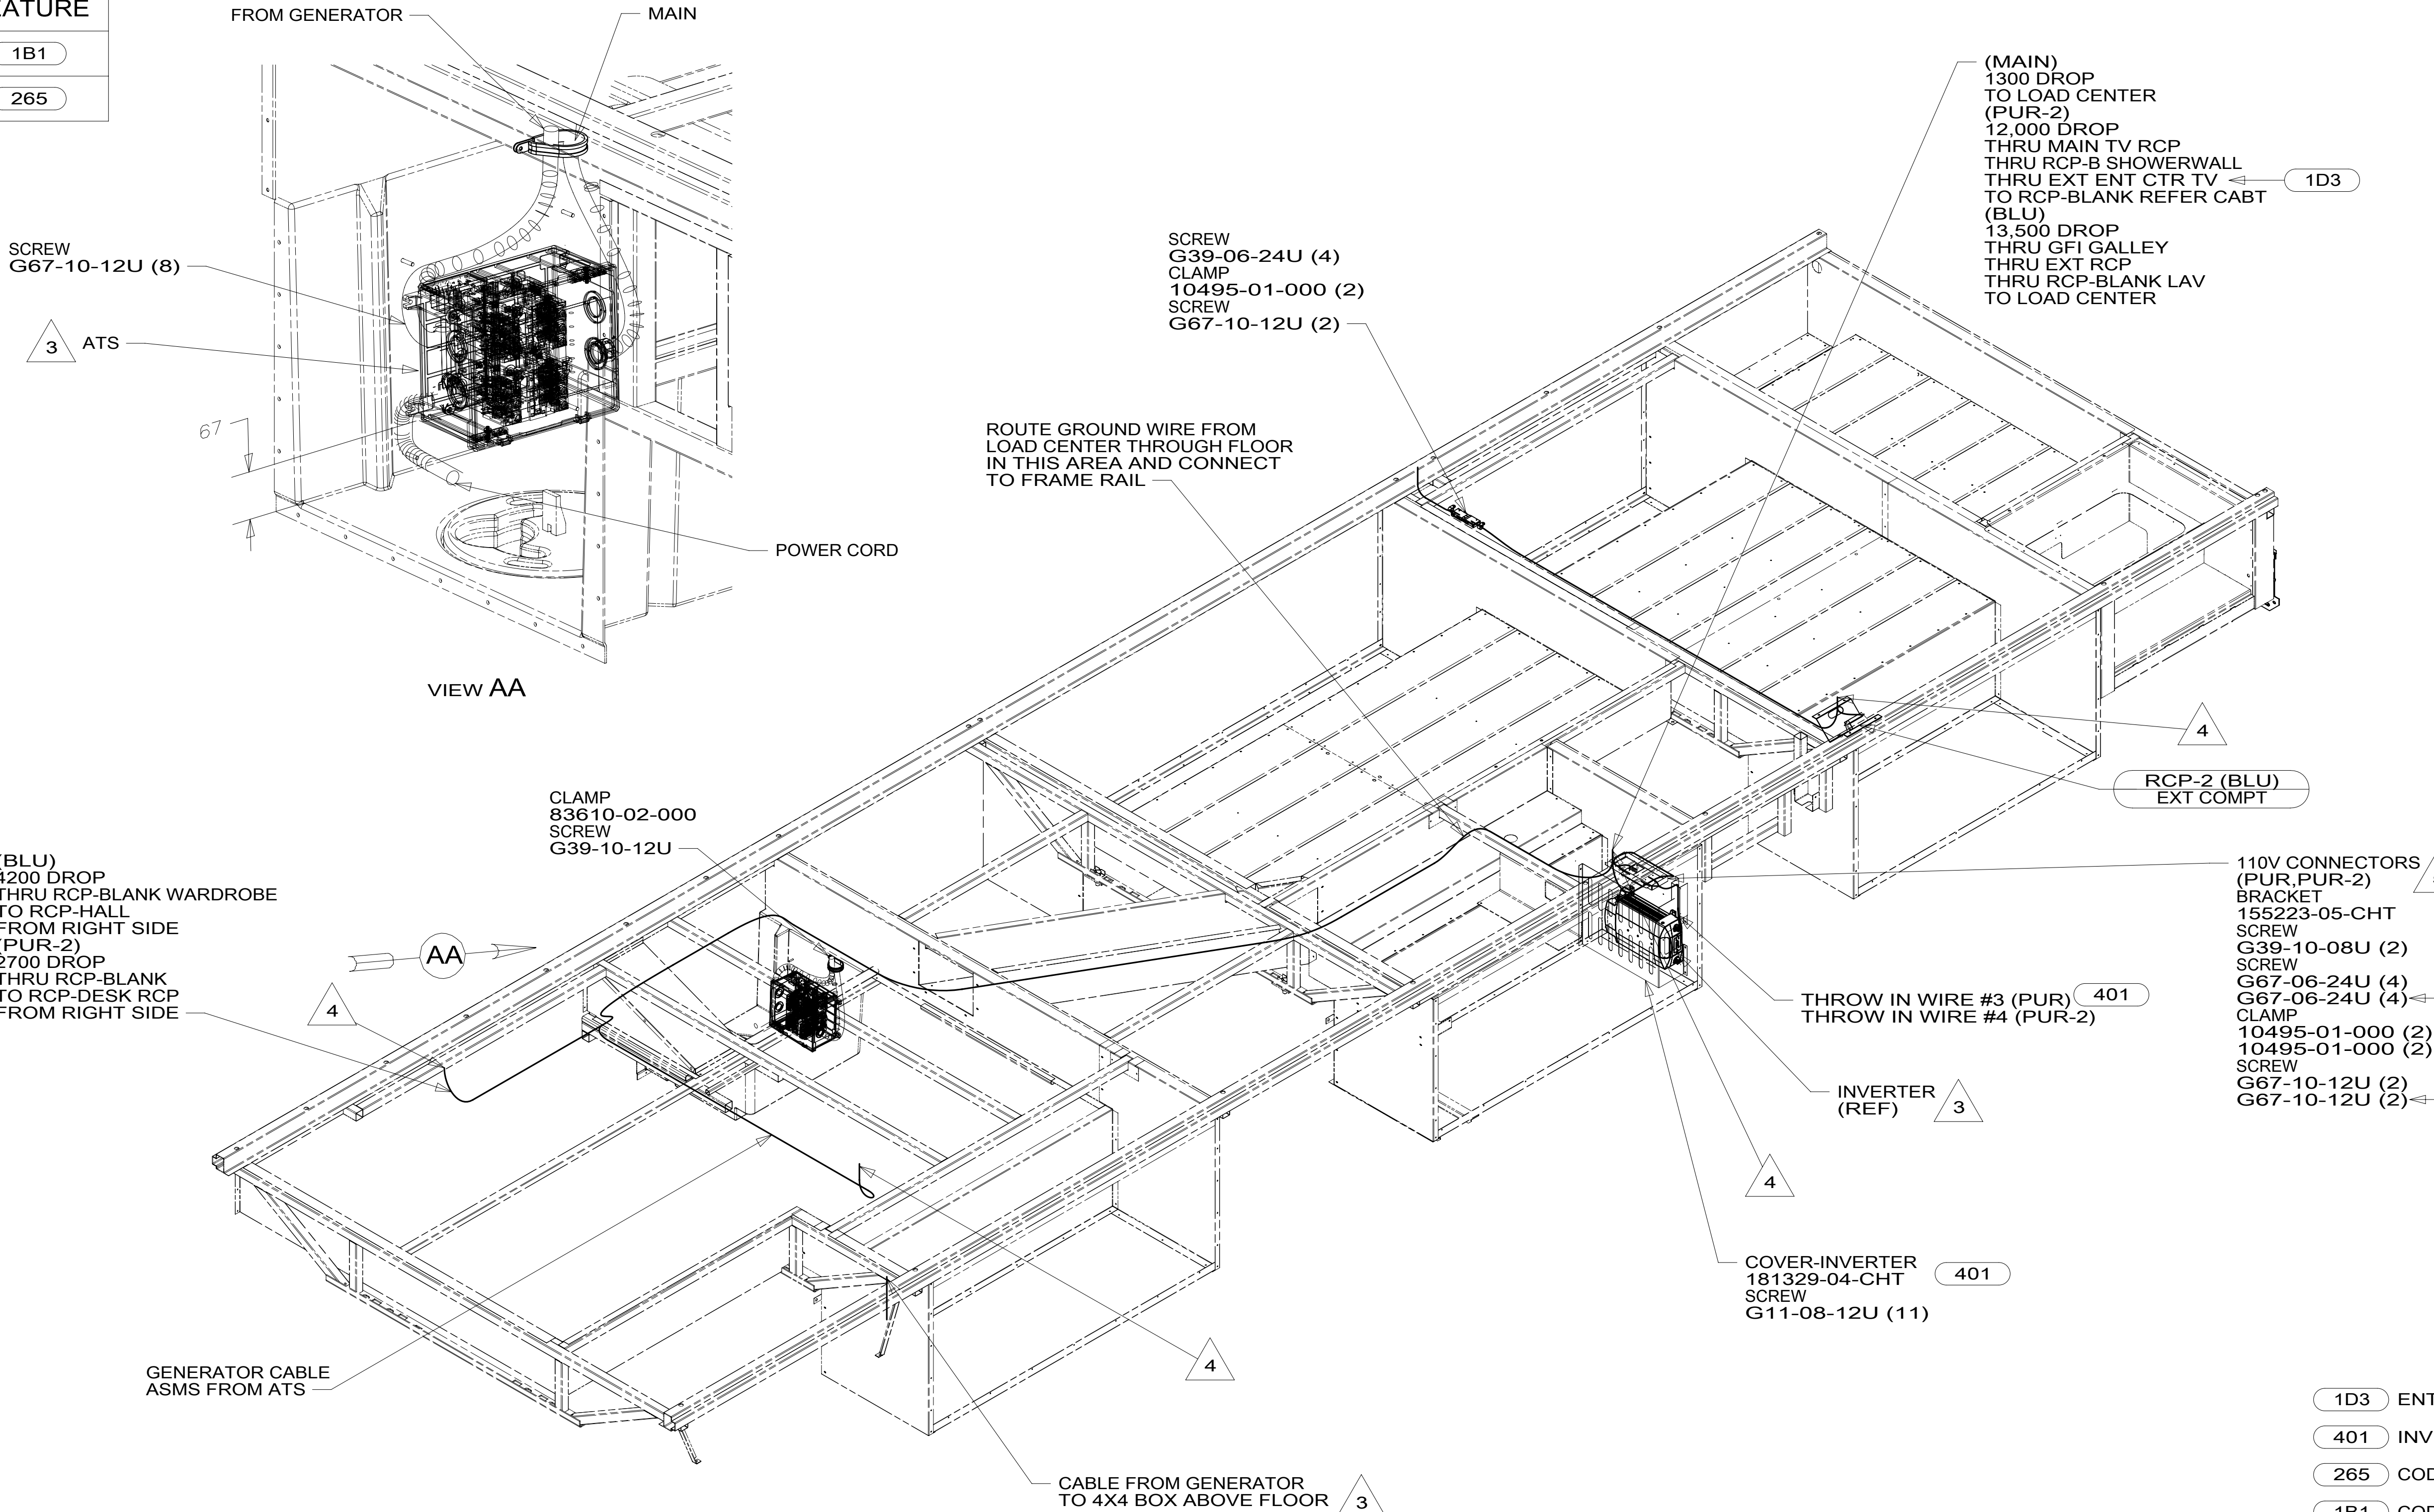 1B1
265
FROM GENERATOR
MAIN
SCREW
G67-10-12U (8)
3
ATS
67
POWER CORD
VIEW AA
(MAIN)
1300 DROP
TO LOAD CENTER
(PUR-2)
12,000 DROP
THRU MAIN TV RCP
THRU RCP-B SHOWERWALL
THRU EXT ENT CTR TV
1D3
TO RCP-BLANK REFER CABT
(BLU)
13,500 DROP
THRU GFI GALLEY
THRU EXT RCP
THRU RCP-BLANK LAV
TO LOAD CENTER
SCREW
G39-06-24U (4)
CLAMP
10495-01-000 (2)
SCREW
G67-10-12U (2)
ROUTE GROUND WIRE FROM
LOAD CENTER THROUGH FLOOR
IN THIS AREA AND CONNECT
TO FRAME RAIL
4
RCP-2 (BLU)
EXT COMPT
CLAMP
83610-02-000
SCREW
G39-10-12U
(BLU)
4200 DROP
THRU RCP-BLANK WARDROBE
TO RCP-HALL
FROM RIGHT SIDE
(PUR-2)
2700 DROP
THRU RCP-BLANK
TO RCP-DESK RCP
FROM RIGHT SIDE
AA
4
110V CONNECTORS
(PUR,PUR-2)
BRACKET
155223-05-CHT
SCREW
G39-10-08U (2)
SCREW
G67-06-24U (4)
G67-06-24U (4)
CLAMP
10495-01-000 (2)
10495-01-000 (2)
SCREW
G67-10-12U (2)
G67-10-12U (2)
THROW IN WIRE #3 (PUR)
401
THROW IN WIRE #4 (PUR-2)
INVERTER
(REF)
3
4
COVER-INVERTER
181329-04-CHT
401
SCREW
G11-08-12U (11)
GENERATOR CABLE
ASMS FROM ATS
4
CABLE FROM GENERATOR
TO 4X4 BOX ABOVE FLOOR
3
1D3
401
265
1B1